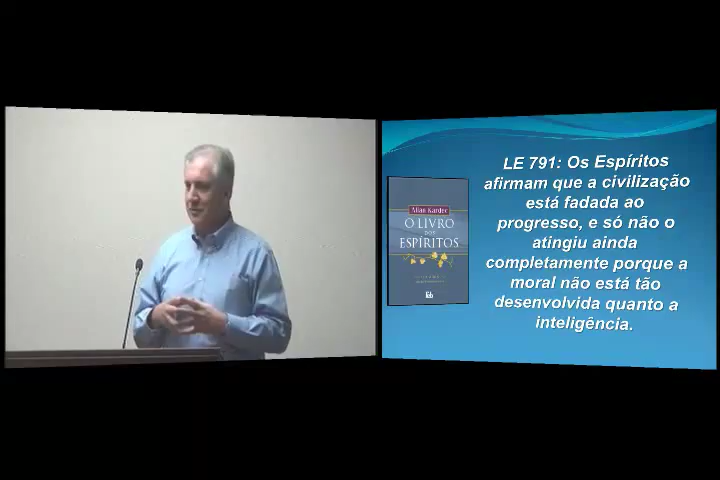 LE 791: Os Espíritos
afirmam que a civilização
está fadada ao
progresso, e só não o
atingiu ainda
completamente porque a
moral não está tão
desenvolvida quanto a
inteligência.
Allan Kardec
O LIVRO
DOS
ESPÍRITOS
feb